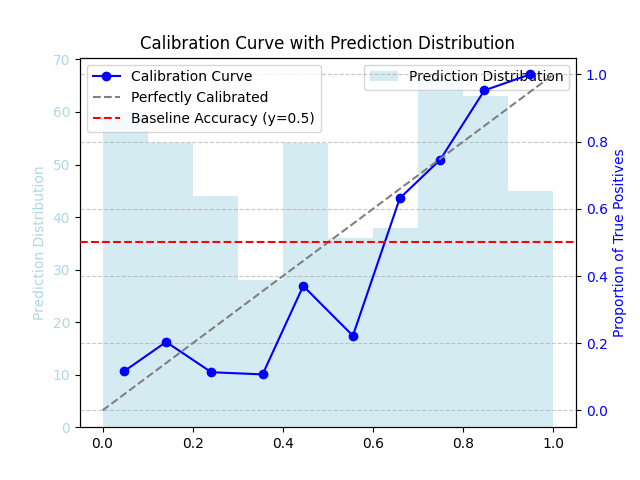 Calibration Curve with Prediction Distribution
Calibration Curve
Perfectly Calibrated
Baseline Accuracy (y=0.5)
Prediction Distribution
Prediction Distribution
70
60
50
40
30
20
10
0
0.0 0.2 0.4 0.6 0.8 1.0
1.0
0.8
0.6
0.4
0.2
0.0
Proportion of True Positives